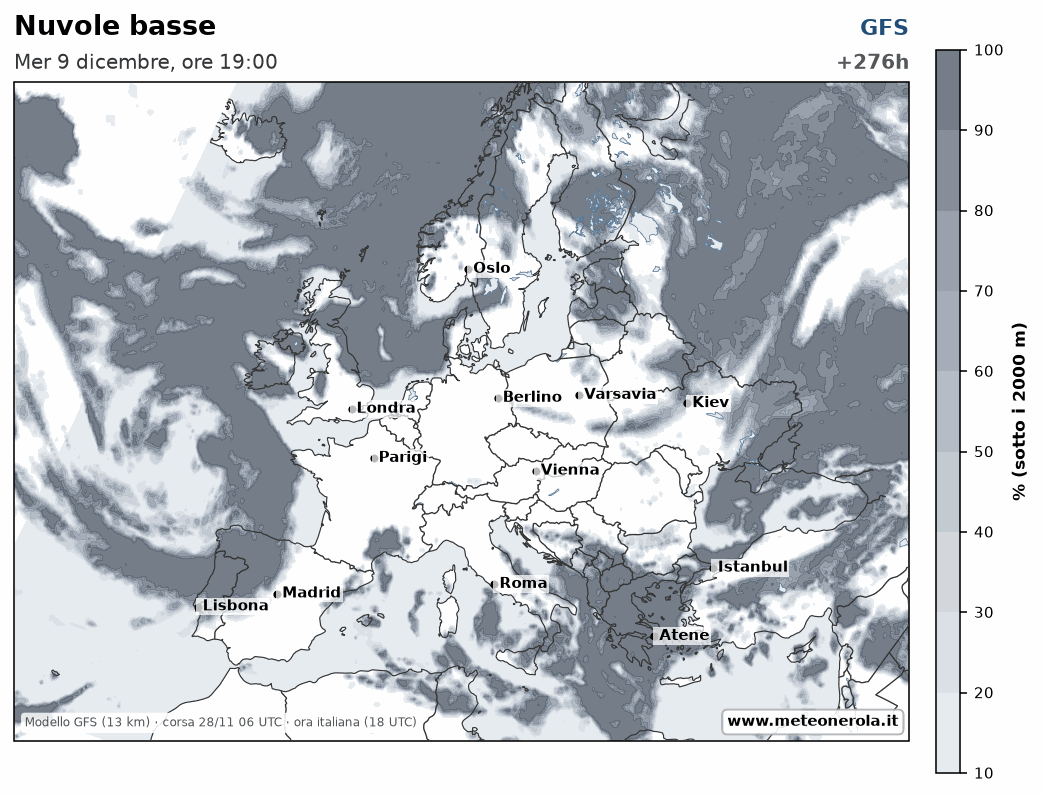 Nuvole basse
GFS
Mer 9 dicembre, ore 19:00
+276h
100
90
80
70
60
50
40
30
20
10
% (sotto i 2000 m)
Oslo
Berlino
Varsavia
Kiev
Londra
Parigi
Vienna
Istanbul
Roma
Madrid
Lisbona
Atene
Modello GFS (13 km) · corsa 28/11 06 UTC · ora italiana (18 UTC)
www.meteonerola.it